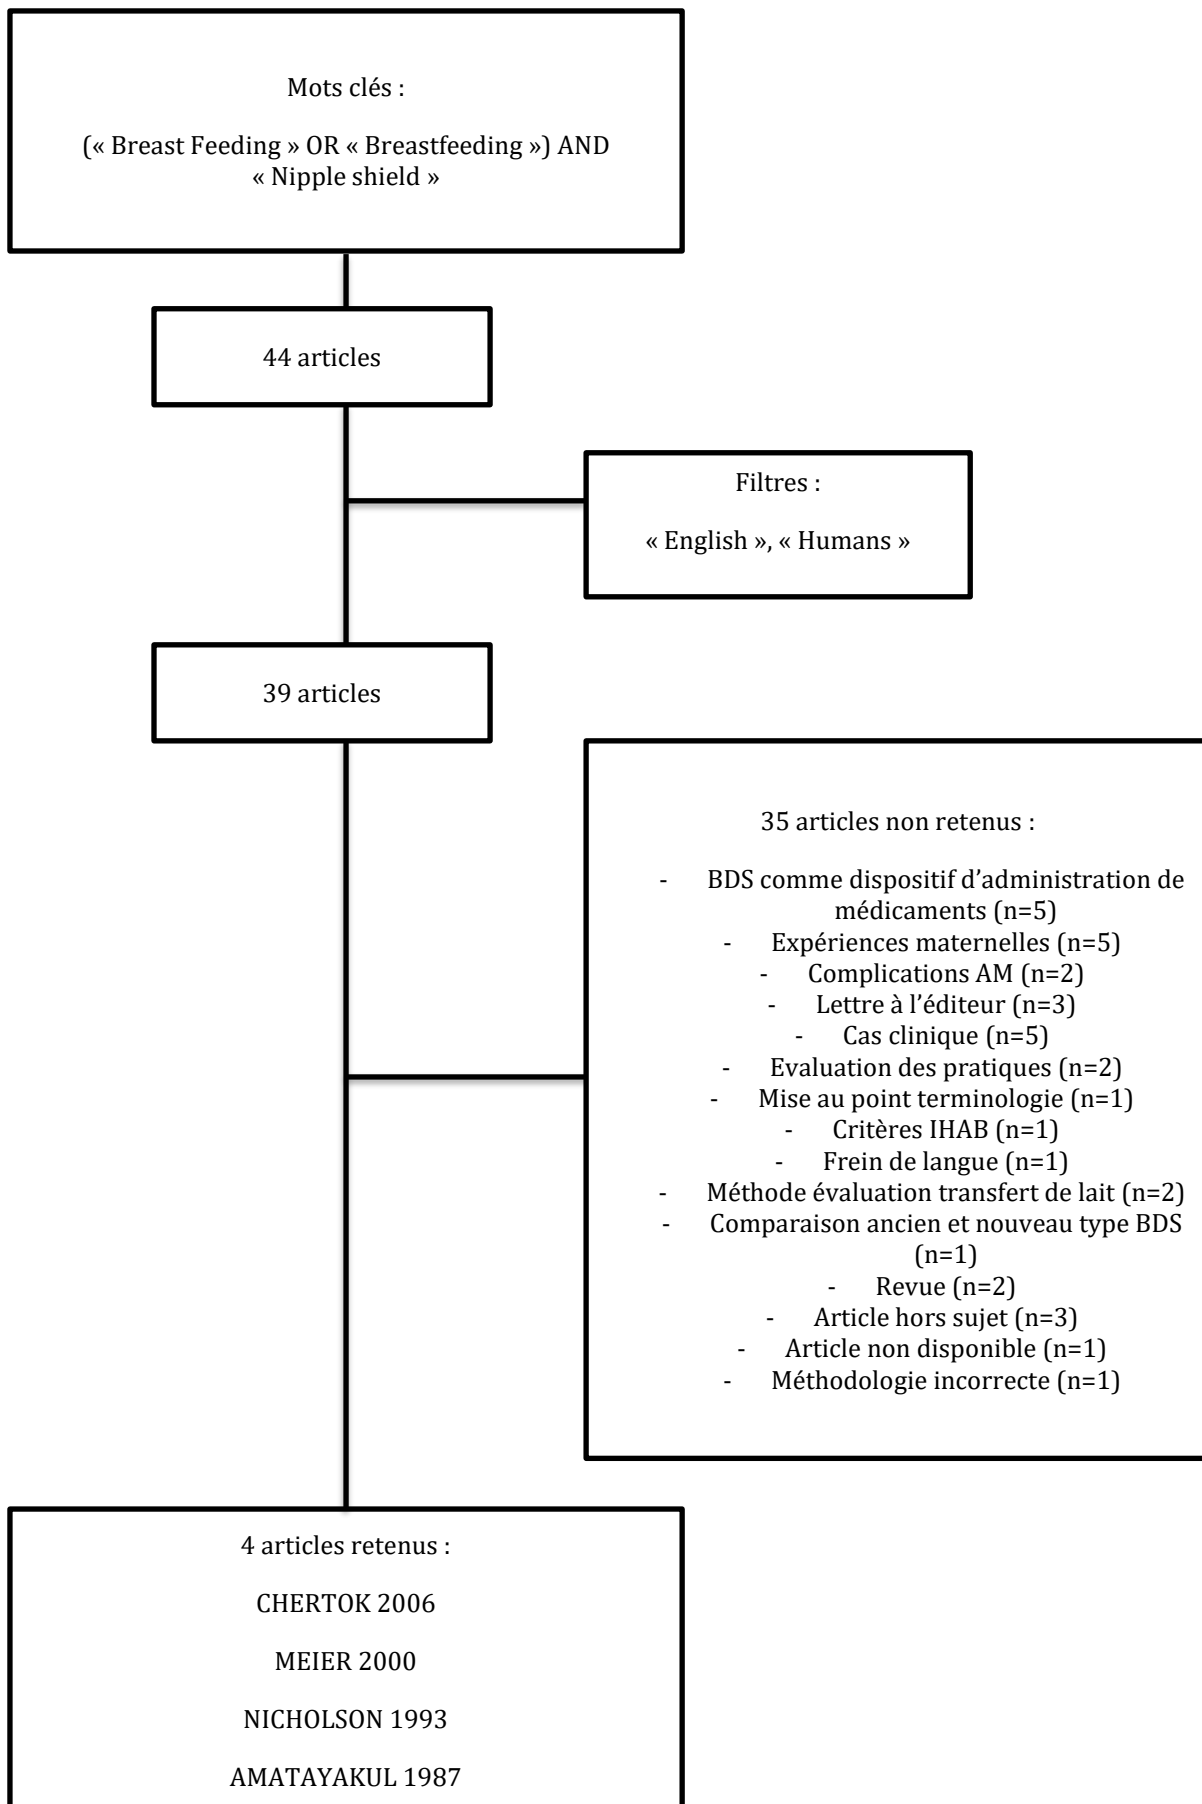 Mots clés :
(« Breast Feeding » OR « Breastfeeding ») AND
« Nipple shield »
44 articles
Filtres :
« English », « Humans »
39 articles
35 articles non retenus :
- BDS comme dispositif d’administration de
médicaments (n=5)
- Expériences maternelles (n=5)
- Complications AM (n=2)
- Lettre à l’éditeur (n=3)
- Cas clinique (n=5)
- Evaluation des pratiques (n=2)
- Mise au point terminologie (n=1)
- Critères IHAB (n=1)
- Frein de langue (n=1)
- Méthode évaluation transfert de lait (n=2)
- Comparaison ancien et nouveau type BDS
(n=1)
- Revue (n=2)
- Article hors sujet (n=3)
- Article non disponible (n=1)
- Méthodologie incorrecte (n=1)
4 articles retenus :
CHERTOK 2006
MEIER 2000
NICHOLSON 1993
AMATAYAKUL 1987